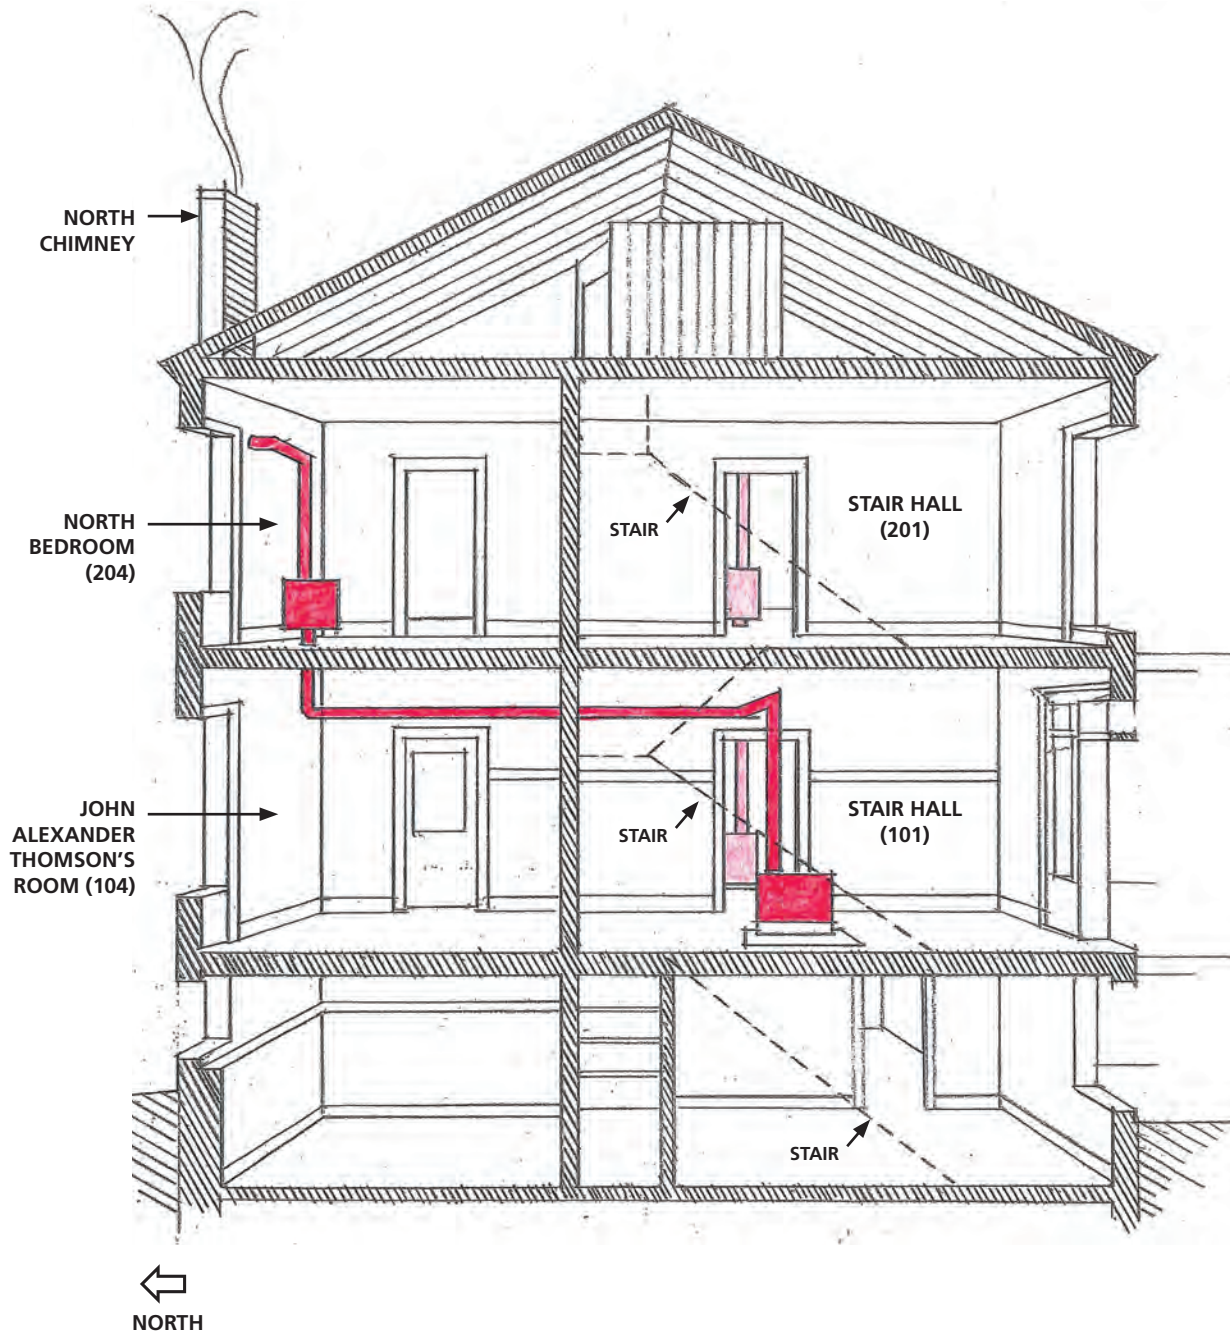 NORTH
CHIMNEY
NORTH
BEDROOM
(204)
STAIR
STAIR HALL
(201)
JOHN
ALEXANDER
THOMSON'S
ROOM (104)
STAIR
STAIR HALL
(101)
STAIR
NORTH